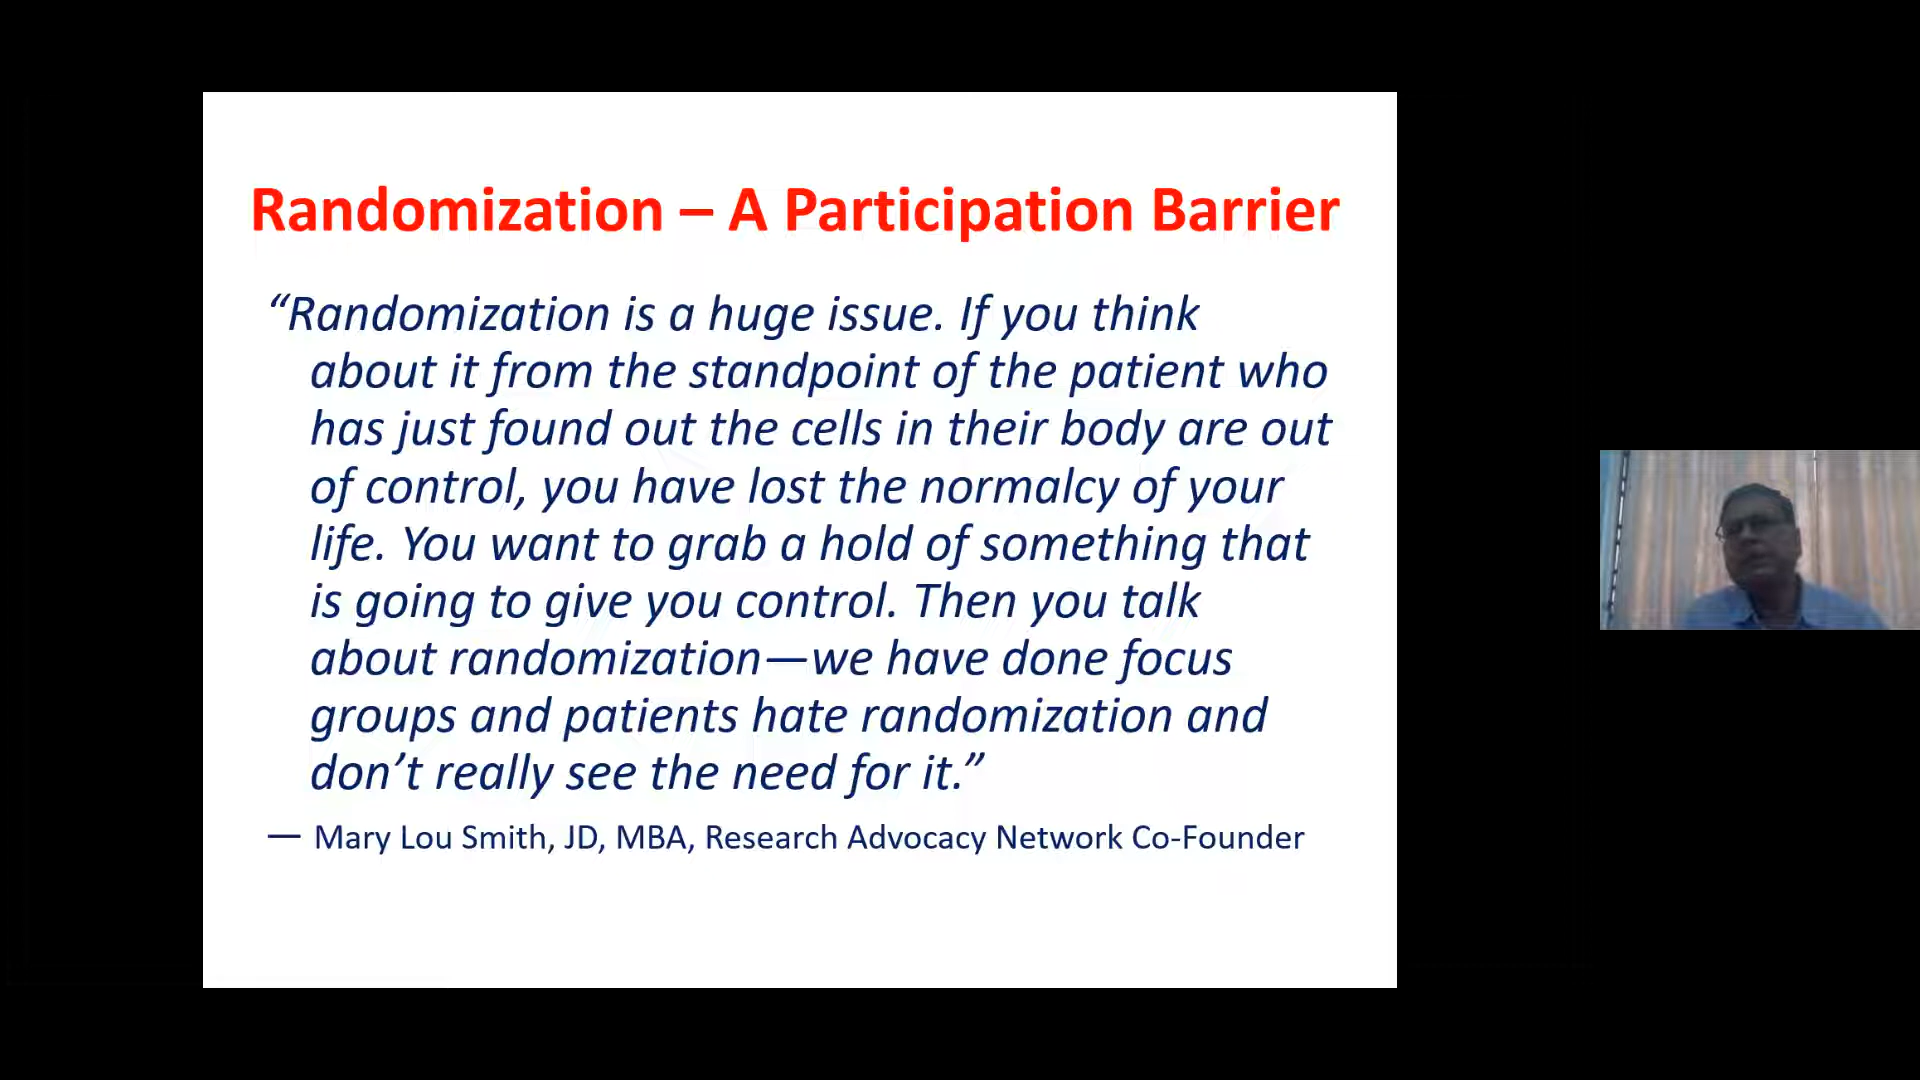 Randomization – A Participation Barrier
“Randomization is a huge issue. If you think
about it from the standpoint of the patient who
has just found out the cells in their body are out
of control, you have lost the normalcy of your
life. You want to grab a hold of something that
is going to give you control. Then you talk
about randomization—we have done focus
groups and patients hate randomization and
don’t really see the need for it.”
— Mary Lou Smith, JD, MBA, Research Advocacy Network Co-Founder